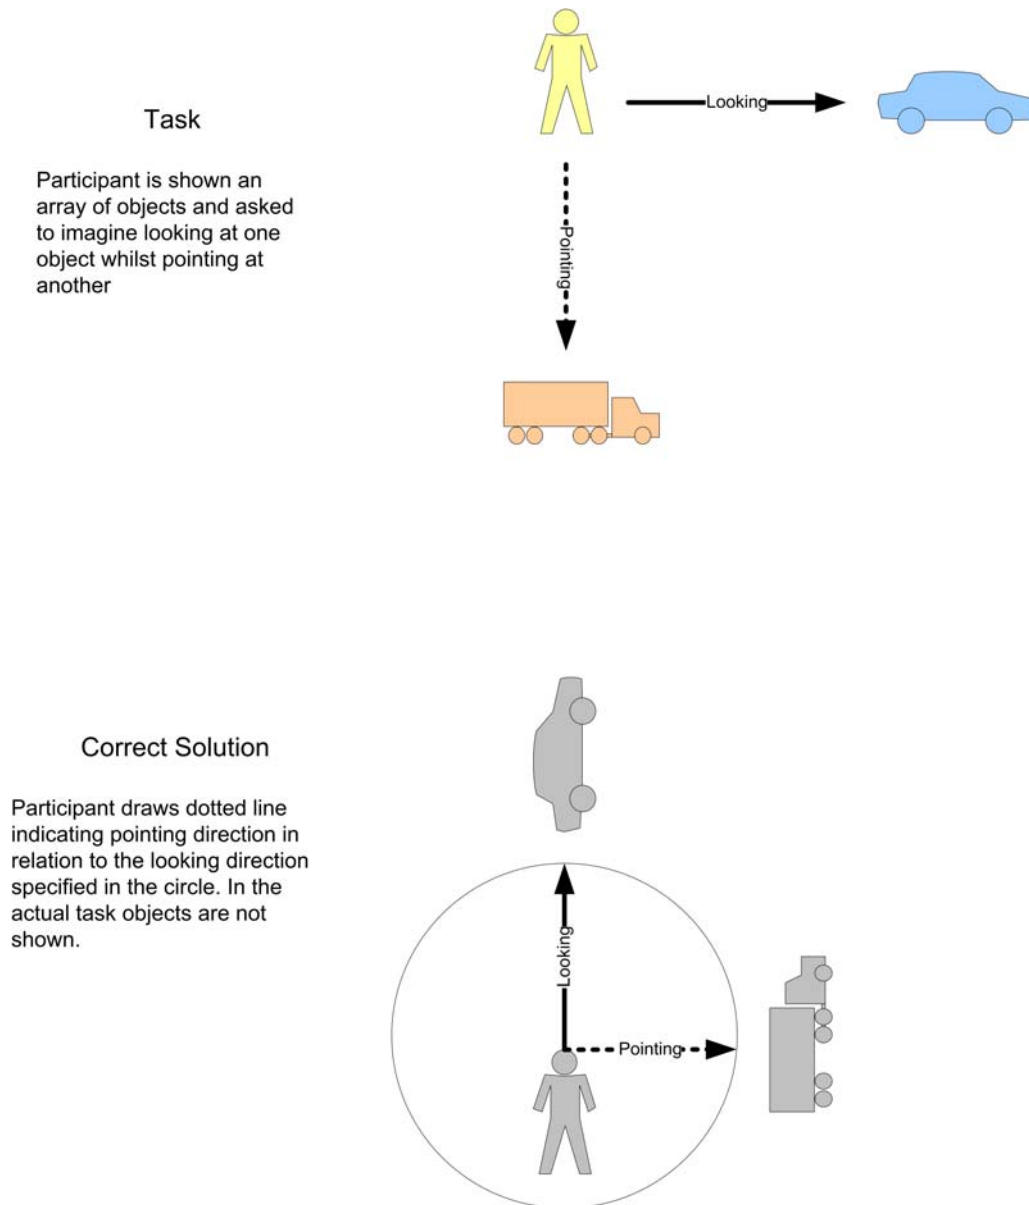 Looking
Task
Participant is shown an
array of objects and asked
to imagine looking at one
object whilst pointing at
another
Pointing
Correct Solution
Participant draws dotted line
indicating pointing direction in
relation to the looking direction
specified in the circle. In the
actual task objects are not
shown.
Looking
Pointing